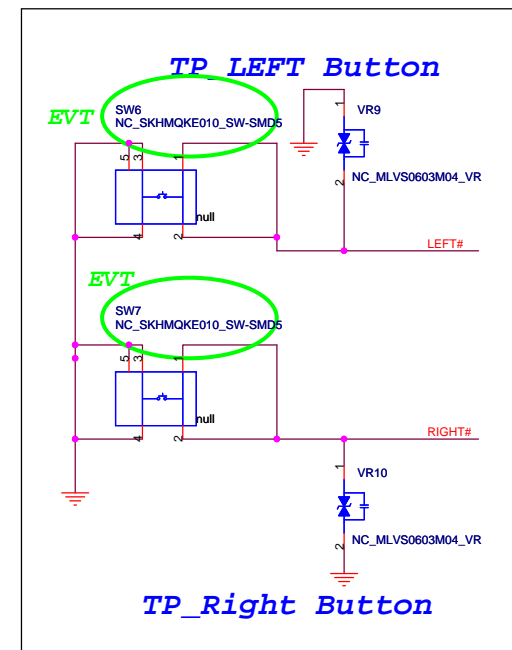 TP_LEFT Button
EVT
SW6
NC_SKHMQKE010_SW-SMD5
1
VR9
5
3
1
2
NC_MLVS0603M04_VR
null
4
2
LEFT#
EVT
SW7
NC_SKHMQKE010_SW-SMD5
5
3
1
null
4
2
RIGHT#
1
VR10
2
NC_MLVS0603M04_VR
TP_Right Button